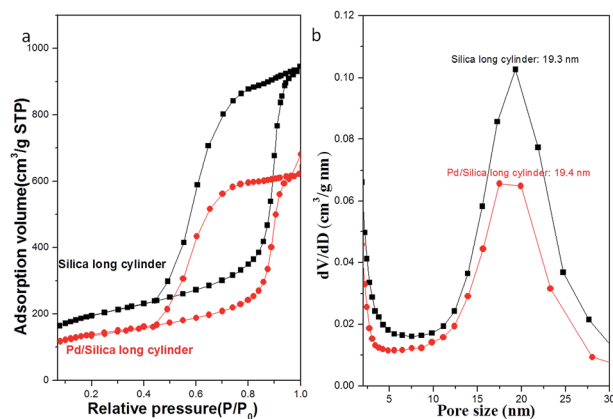 a
1000
800
600
400
200
0
Adsorption volume(cm³/g STP)
Silica long cylinder
Pd/Silica long cylinder
0.2
0.4
0.6
0.8
1.0
Relative pressure(P/P₀)
b
0.12
0.10
0.08
0.06
0.04
0.02
0.00
dV/dD (cm³/g nm)
Silica long cylinder: 19.3 nm
Pd/Silica long cylinder: 19.4 nm
5
10
15
20
25
30
Pore size (nm)